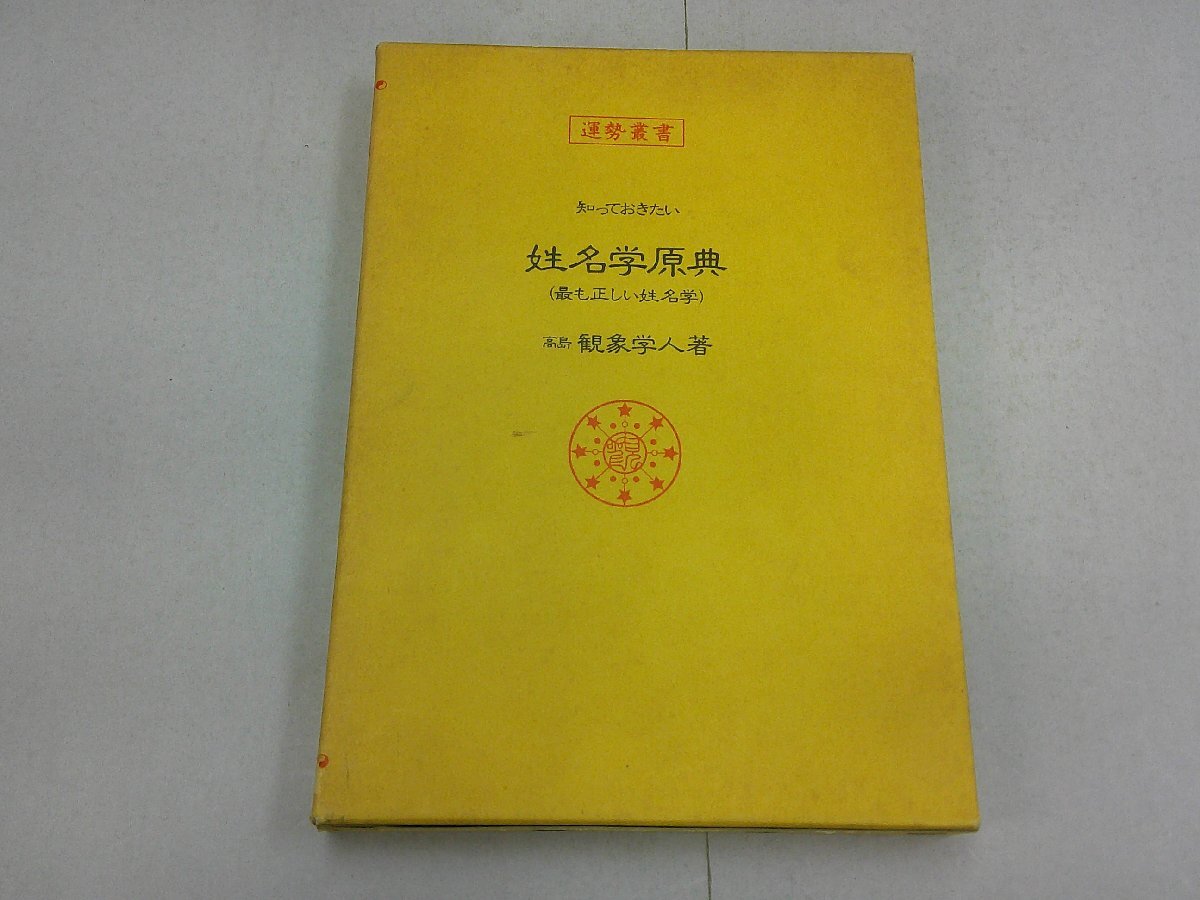 運勢叢書
知っておきたい
姓名学原典
(最も正しい姓名学)
高島 観象学人著